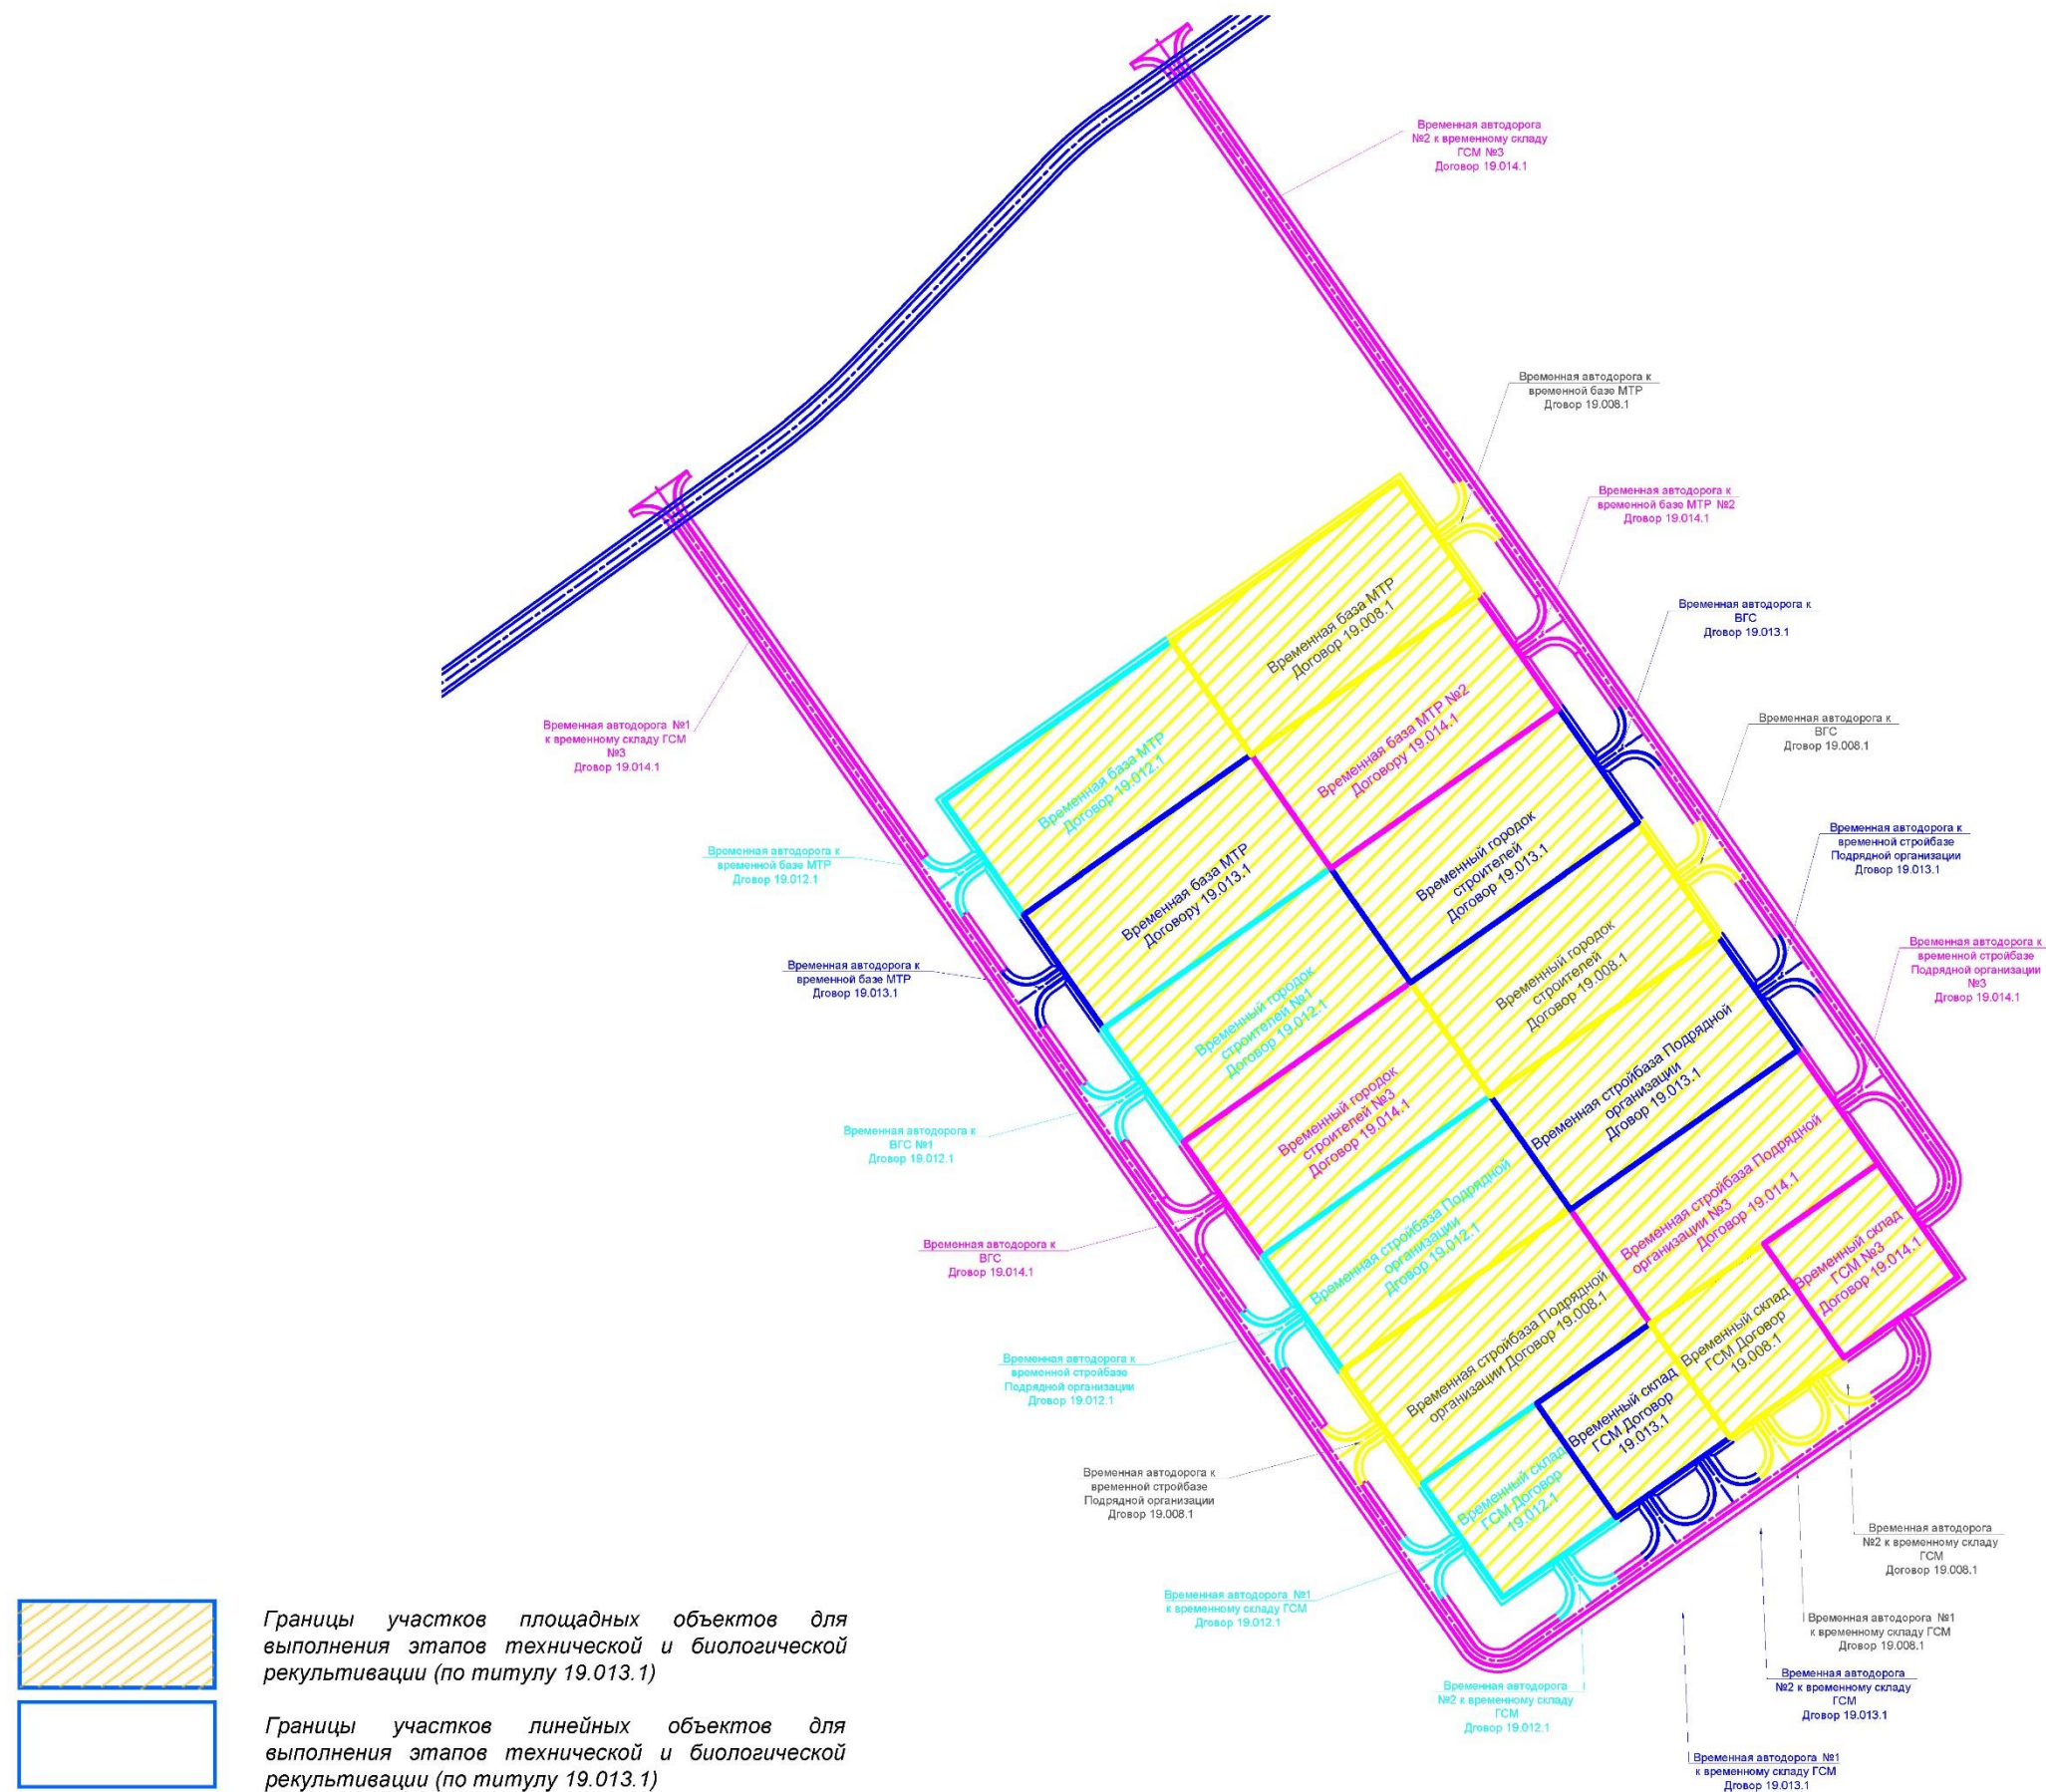 Временная автодорога
№2 к временному складу
ГСМ №3
Договор 19.014.1
Временная автодорога к
временной базе МТР
Дговор 19.008.1
Временная автодорога к
временной базе МТР №2
Дговор 19.014.1
Временная автодорога к
ВГС
Дговор 19.013.1
Временная автодорога к
ВГС
Дговор 19.008.1
Временная автодорога к
временной стройбазе
Подрядной организации
Дговор 19.013.1
Временная автодорога к
временной стройбазе
Подрядной организации
№3
Дговор 19.014.1
Временная автодорога №1
к временному складу ГСМ
№3
Дговор 19.014.1
Временная автодорога к
временной базе МТР
Дговор 19.012.1
Временная автодорога к
временной базе МТР
Дговор 19.013.1
Временная автодорога к
ВГС №1
Дговор 19.012.1
Временная автодорога к
ВГС
Дговор 19.014.1
Временная автодорога к
временной стройбазе
Подрядной организации
Дговор 19.012.1
Временная автодорога к
временной стройбазе
Подрядной организации
Дговор 19.008.1
Временная автодорога №1
к временному складу ГСМ
Дговор 19.012.1
Временная автодорога
№2 к временному складу
ГСМ
Дговор 19.012.1
Временная автодорога №1
к временному складу ГСМ
Дговор 19.013.1
Временная автодорога
№2 к временному складу
ГСМ
Дговор 19.013.1
Временная автодорога №1
к временному складу ГСМ
Дговор 19.008.1
Временная автодорога
№2 к временному складу
ГСМ
Договор 19.008.1
Временная база МТР
Договор 19.008.1
Временная база МТР №2
Договору 19.014.1
Временная база МТР
Договор 19.012.1
Временная база МТР
Договору 19.013.1
Временный городок
строителей
Договор 19.013.1
Временный городок
строителей
Договор 19.008.1
Временный городок
строителей №1
Договор 19.012.1
Временный городок
строителей №3
Договор 19.014.1
Временная стройбаза Подрядной
организации
Дговор 19.013.1
Временная стройбаза Подрядной
организации №3
Договор 19.014.1
Временная стройбаза Подрядной
организации
Дговор 19.012.1
Временная стройбаза Подрядной
организации Договор 19.008.1
Временный склад
ГСМ №3
Договор 19.014.1
Временный склад
ГСМ Договор
19.008.1
Временный склад
ГСМ Договор
19.013.1
Временный склад
ГСМ Договор
19.012.1
Границы участков площадных объектов для
выполнения этапов технической и биологической
рекультивации (по титулу 19.013.1)
Границы участков линейных объектов для
выполнения этапов технической и биологической
рекультивации (по титулу 19.013.1)